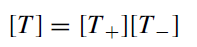 [T] = [T₊][T₋]